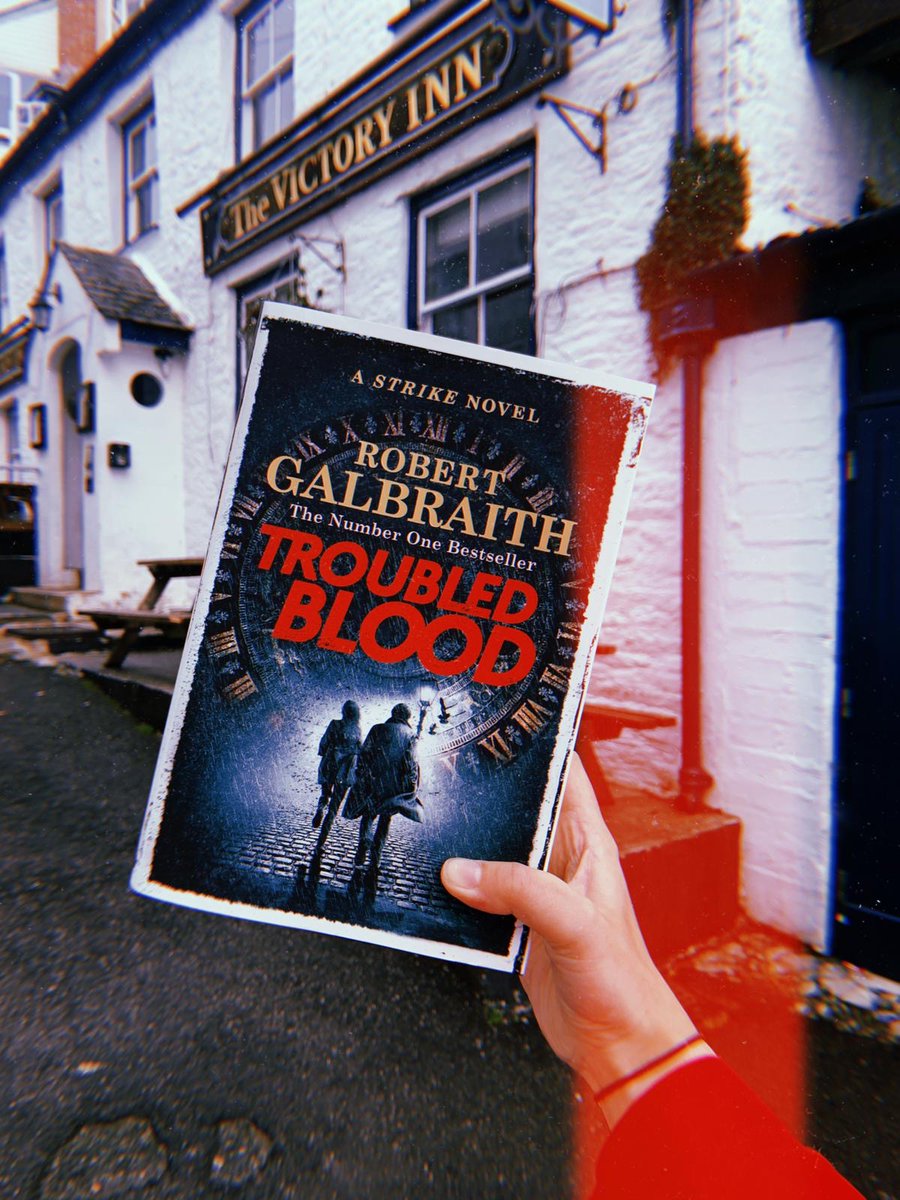 The VICTORY INN
A STRIKE NOVEL
ROBERT
GALBRAITH
The Number One Bestseller
TROUBLED
BLOOD